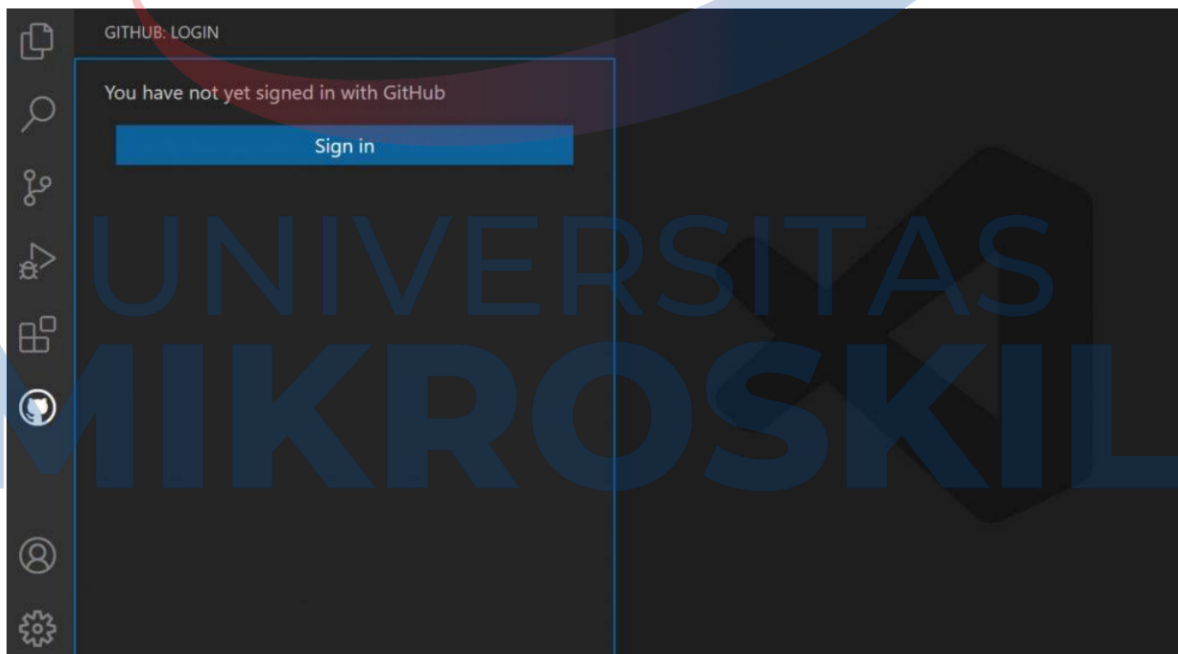 GITHUB: LOGIN
You have not yet signed in with GitHub
Sign in
UNIVERSITAS
MIKROSKIL